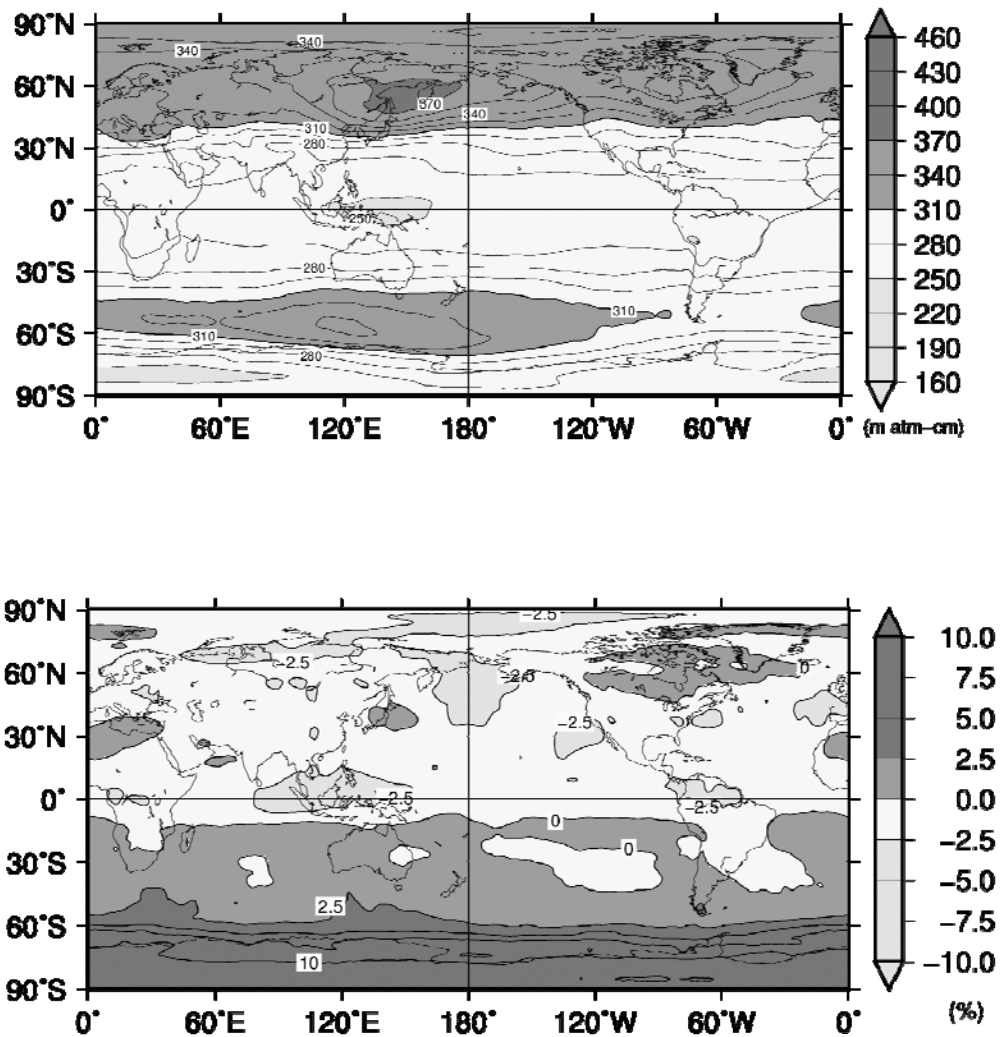 90°N
60°N
30°N
0°
30°S
60°S
90°S
340
340
370
340
310
280
250
280
310
310
280
0°
60°E
120°E
180°
120°W
60°W
0°
460
430
400
370
340
310
280
250
220
190
160
(m atm–cm)
90°N
60°N
30°N
0°
30°S
60°S
90°S
−2.5
−2.5
−2.5
0
−2.5
−2.5
−2.5
0
0
2.5
10
0°
60°E
120°E
180°
120°W
60°W
0°
10.0
7.5
5.0
2.5
0.0
−2.5
−5.0
−7.5
−10.0
(%)